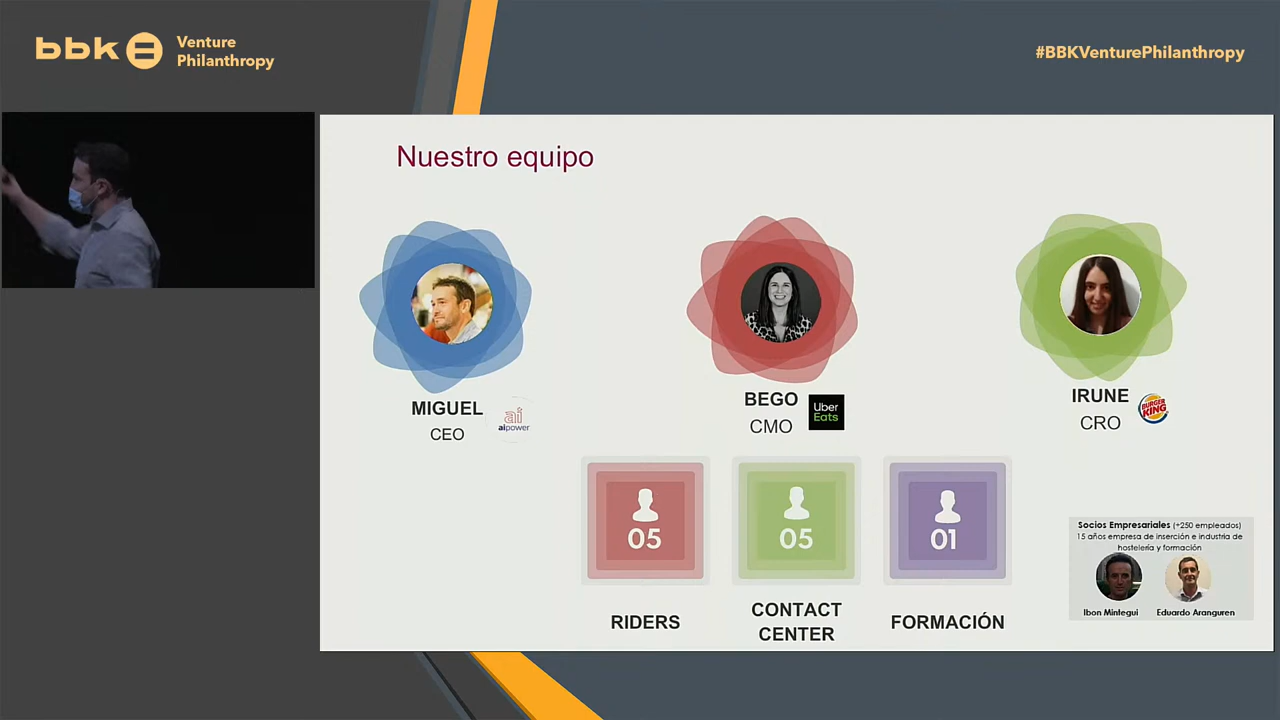 bbk
Venture
Philanthropy
#BBKVenturePhilanthropy
Nuestro equipo
MIGUEL
CEO
ai
aipower
BEGO
CMO
Uber
Eats
IRUNE
CRO
BURGER
KING
05
05
01
RIDERS
CONTACT
CENTER
FORMACIÓN
Socios Empresariales (+250 empleados)
15 años empresa de inserción e industria de
hostelería y formación
Ibon Mintegui
Eduardo Aranguren